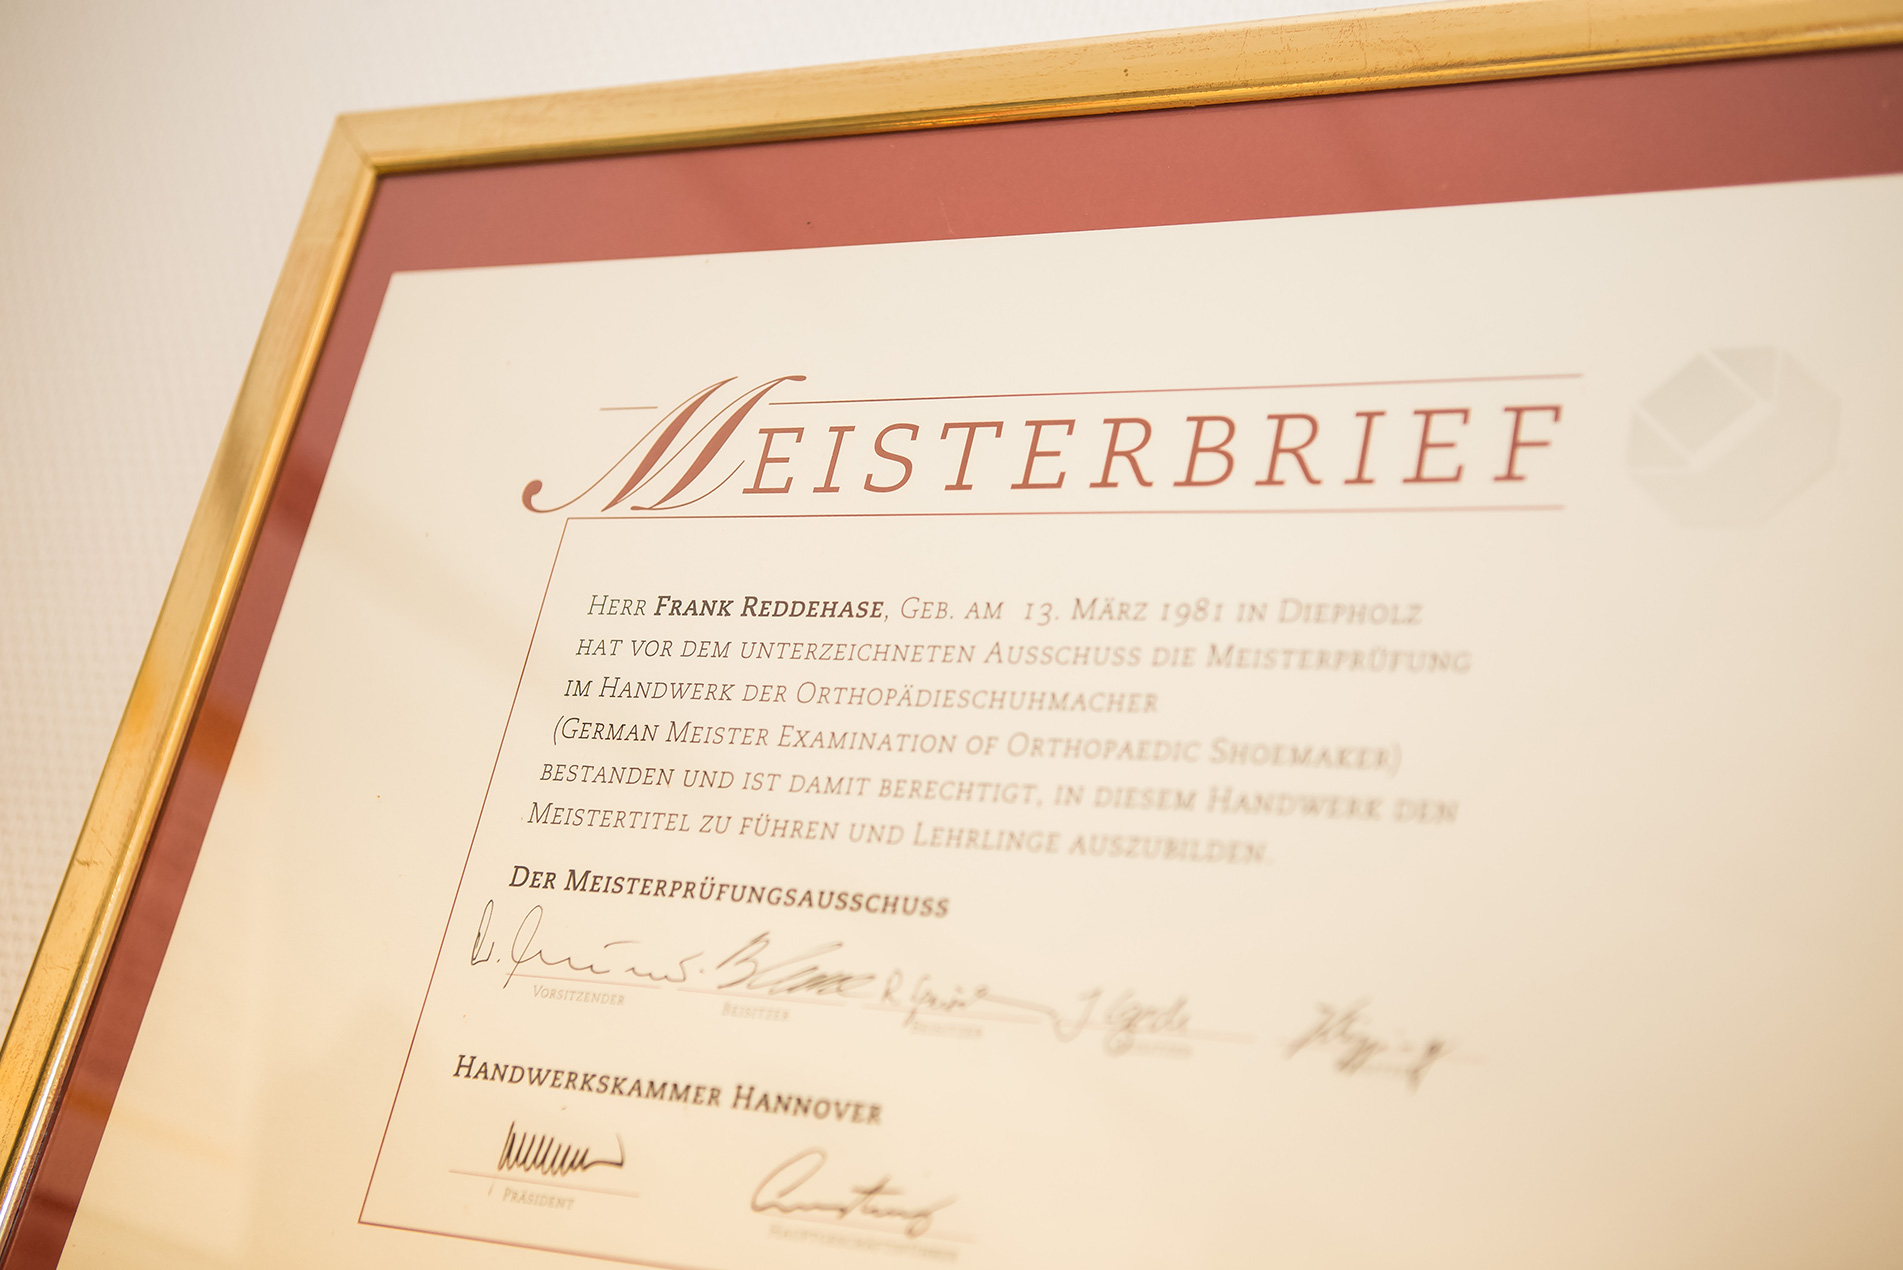 MEISTERBRIEF
HERR FRANK REDDEHASE, GEB. AM 13. MÄRZ 1981 IN DIEPHOLZ
HAT VOR DEM UNTERZEICHNETEN AUSSCHUSS DIE MEISTERPRÜFUNG
IM HANDWERK DER ORTHOPÄDIESCHUHMACHER
(GERMAN MEISTER EXAMINATION OF ORTHOPAEDIC SHOEMAKER)
BESTANDEN UND IST DAMIT BERECHTIGT, IN DIESEM HANDWERK DEN
MEISTERTITEL ZU FÜHREN UND LEHRLINGE AUSZUBILDEN.
DER MEISTERPRÜFUNGSAUSSCHUSS
VORSITZENDER BEISITZER BEISITZER
HANDWERKSKAMMER HANNOVER
PRÄSIDENT HAUPTGESCHÄFTSFÜHRER